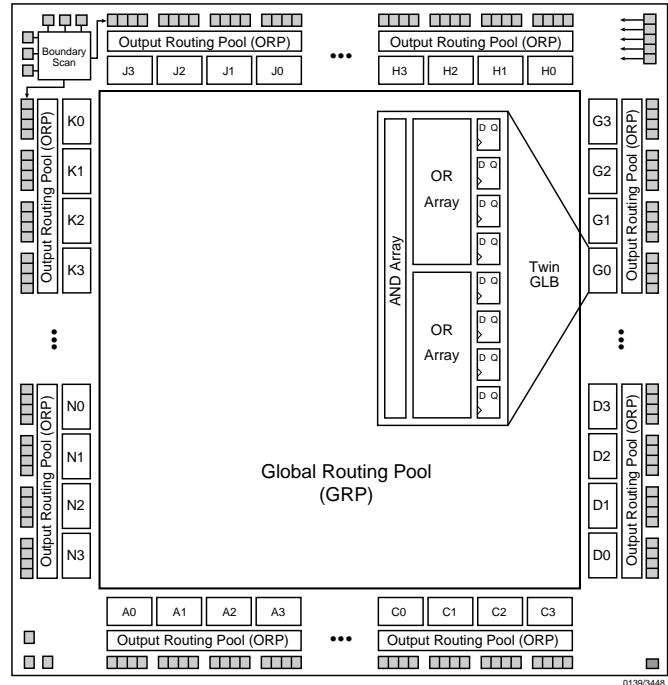 Output Routing Pool (ORP)
Output Routing Pool (ORP)
Boundary
Scan
J3 J2 J1 J0
•••
H3 H2 H1 H0
Output Routing Pool (ORP)
K0
K1
K2
K3
•••
Output Routing Pool (ORP)
N0
N1
N2
N3
AND Array
OR
Array
OR
Array
D Q
D Q
D Q
D Q
D Q
D Q
D Q
D Q
Twin
GLB
G3
G2
G1
G0
Output Routing Pool (ORP)
•••
D3
D2
D1
D0
Output Routing Pool (ORP)
Global Routing Pool
(GRP)
A0 A1 A2 A3
C0 C1 C2 C3
Output Routing Pool (ORP)
•••
Output Routing Pool (ORP)
0139/3448